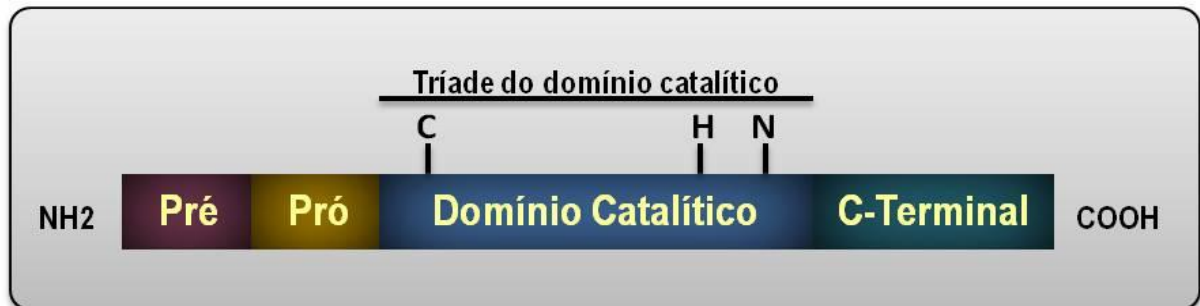 Tríade do domínio catalítico
C H N
NH2 Pré Pró Domínio Catalítico C-Terminal COOH